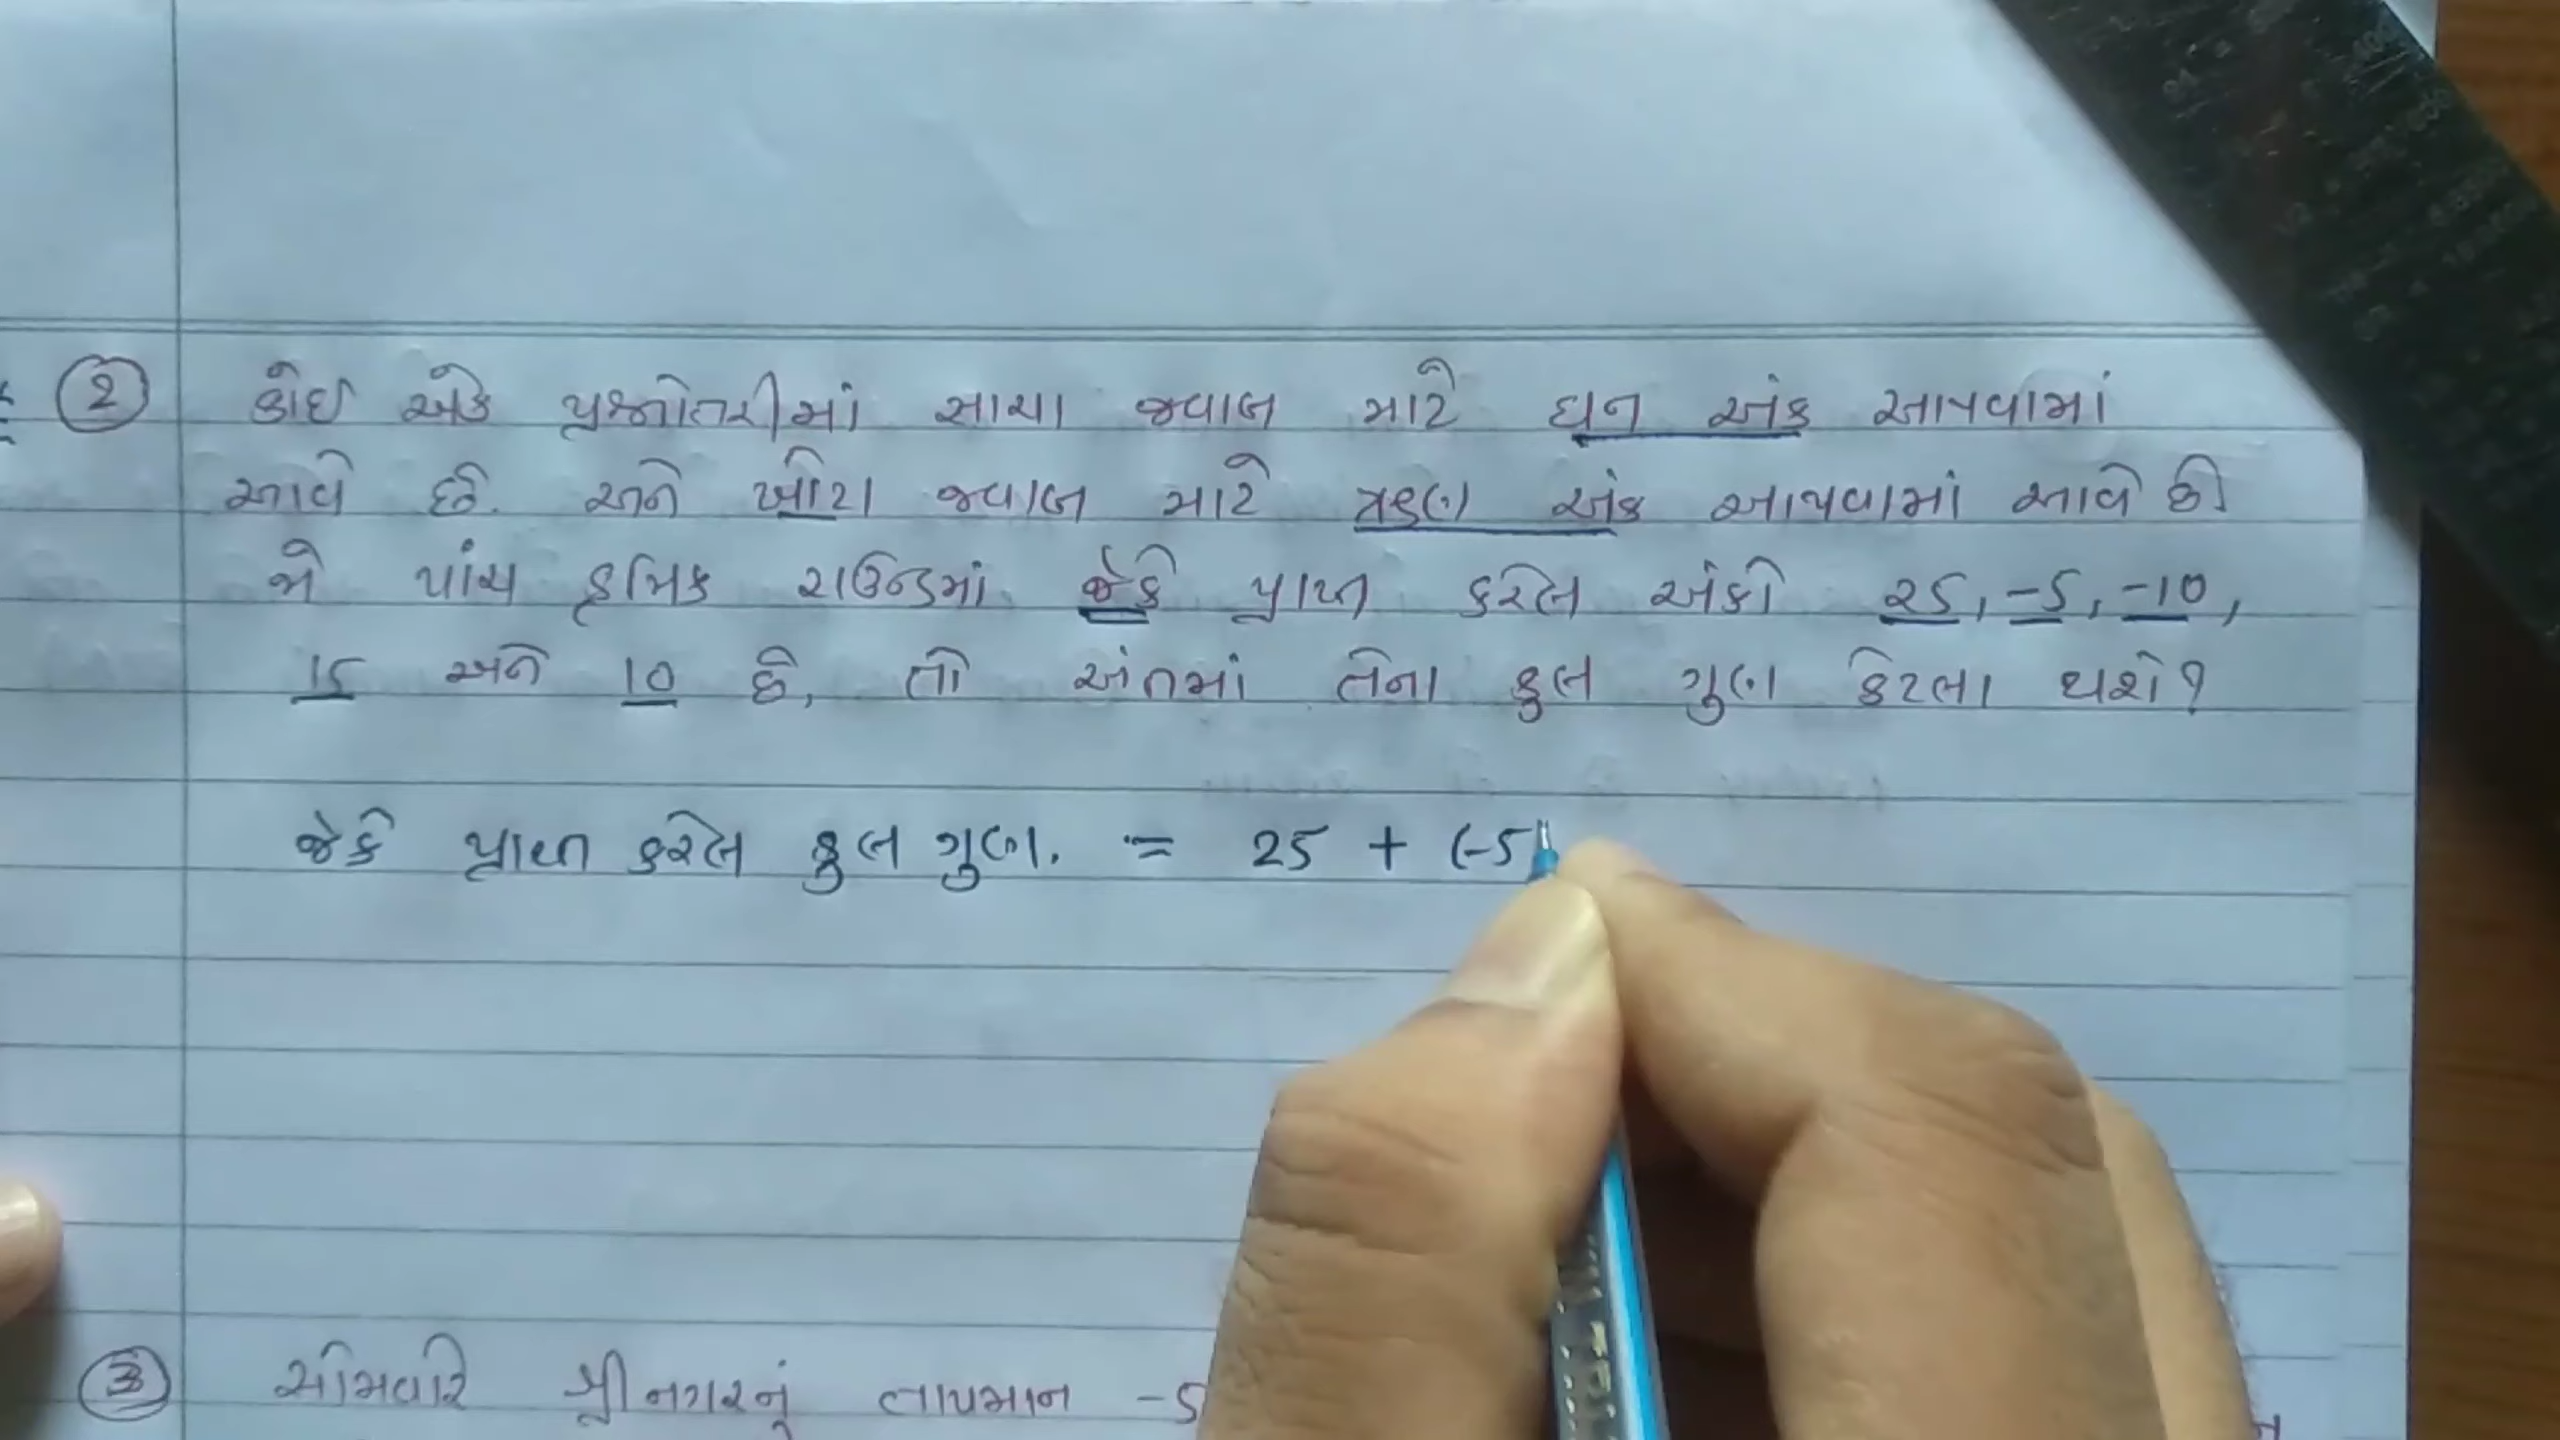 2 કોઈ એક પ્રશ્નોતરીમાં સાચા જવાબ માટે ધન અંક આપવામાં
આવે છે. અને ખોટા જવાબ માટે ઋણ અંક આપવામાં આવે છે
જો પાંચ ક્રમિક રાઉન્ડમાં જેકે પ્રાપ્ત કરેલ અંકો 25, -5, -10,
15 અને 10 છે, તો અંતમાં તેના કુલ ગુણ કેટલા થશે?
જેકે પ્રાપ્ત કરેલ કુલ ગુણ. = 25 + (-5
3 સોમવારે શ્રીનગરનું તાપમાન -5